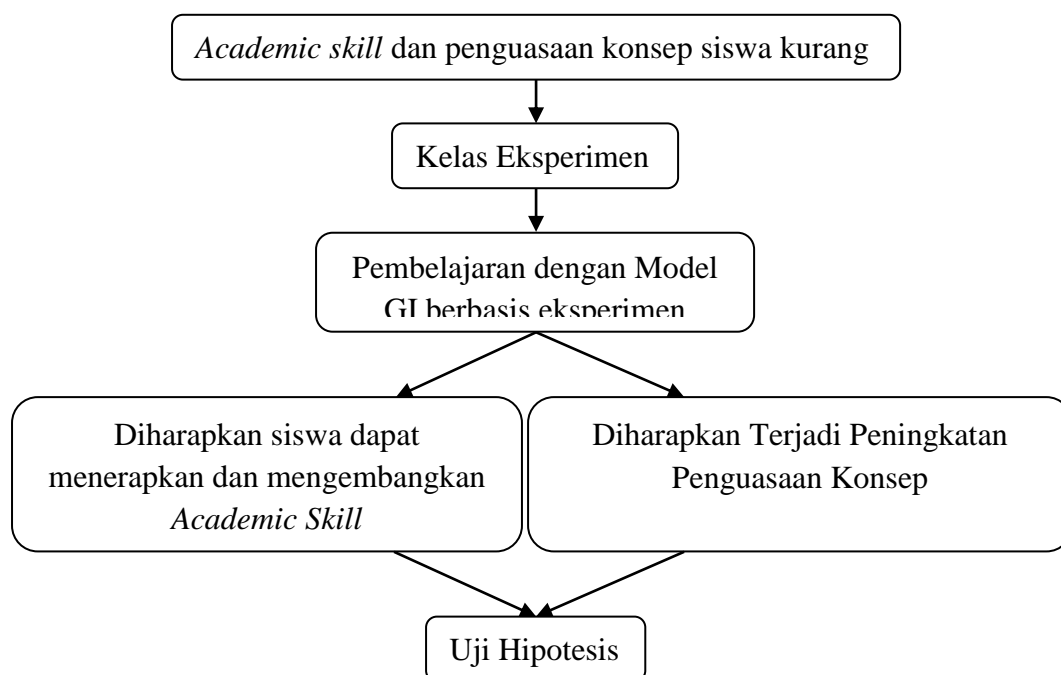 Academic skill dan penguasaan konsep siswa kurang
Kelas Eksperimen
Pembelajaran dengan Model
GI berbasis eksperimen
Diharapkan siswa dapat
menerapkan dan mengembangkan
Academic Skill
Diharapkan Terjadi Peningkatan
Penguasaan Konsep
Uji Hipotesis